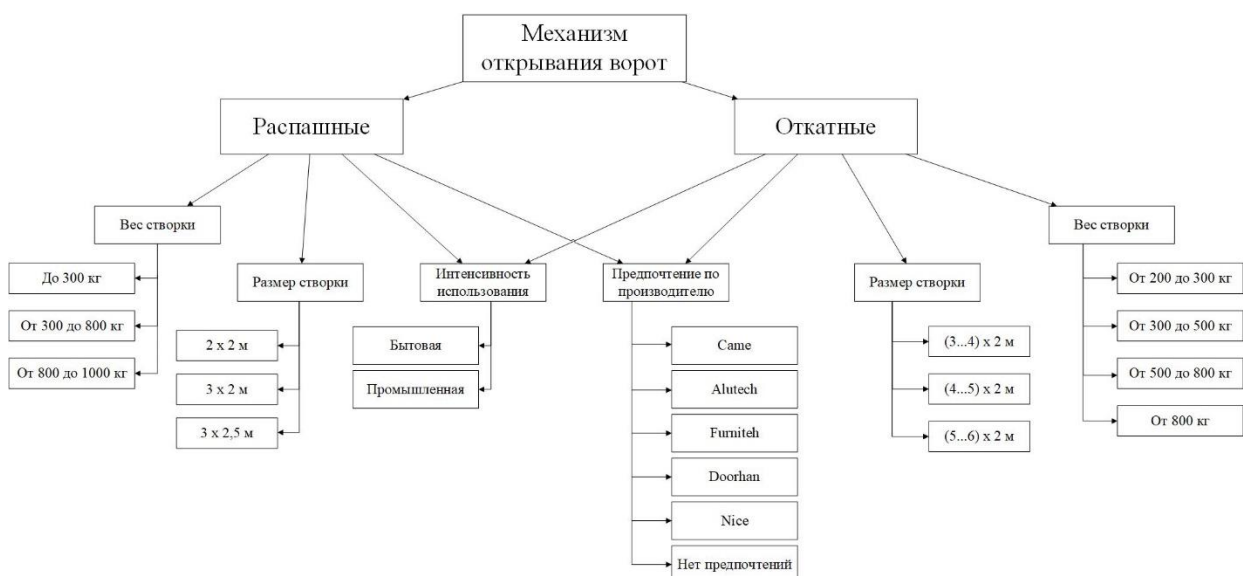 Механизм
открывания ворот
Распашные
Откатные
Вес створки
До 300 кг
От 300 до 800 кг
От 800 до 1000 кг
Размер створки
2 x 2 м
3 x 2 м
3 x 2,5 м
Интенсивность
использования
Бытовая
Промышленная
Предпочтение по
производителю
Came
Alutech
Furniteh
Doorhan
Nice
Нет предпочтений
Размер створки
(3...4) x 2 м
(4...5) x 2 м
(5...6) x 2 м
Вес створки
От 200 до 300 кг
От 300 до 500 кг
От 500 до 800 кг
От 800 кг